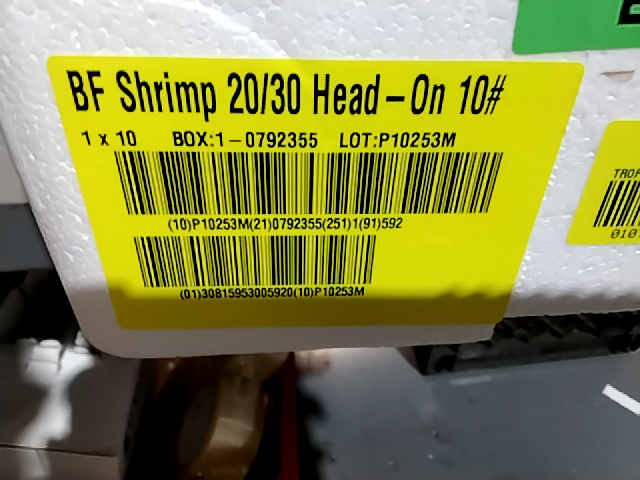 BF Shrimp 20/30 Head-On 10#
1 x 10 BOX:1-0792355 LOT:P10253M
(10)P10253M(21)0792355(251)1(91)592
(01)30815953005920(10)P10253M